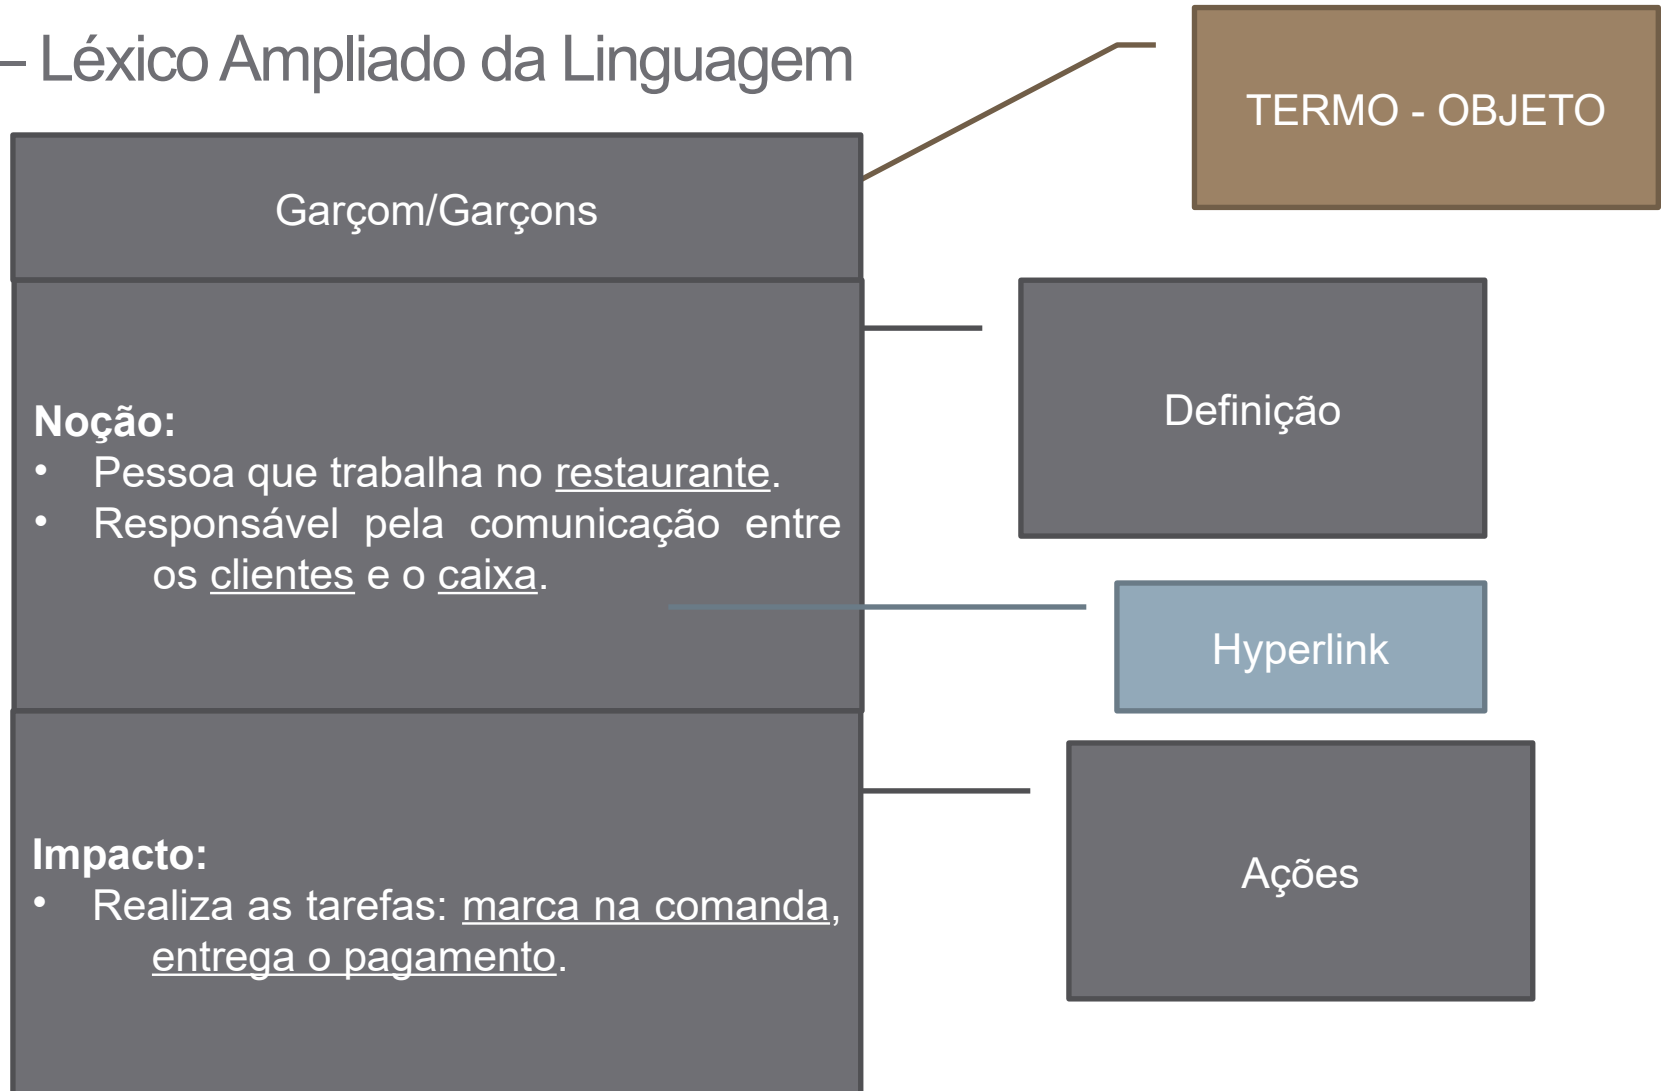 – Léxico Ampliado da Linguagem
TERMO - OBJETO
Garçom/Garçons
Noção:
• Pessoa que trabalha no restaurante.
• Responsável pela comunicação entre
os clientes e o caixa.
Definição
Hyperlink
Impacto:
• Realiza as tarefas: marca na comanda,
entrega o pagamento.
Ações